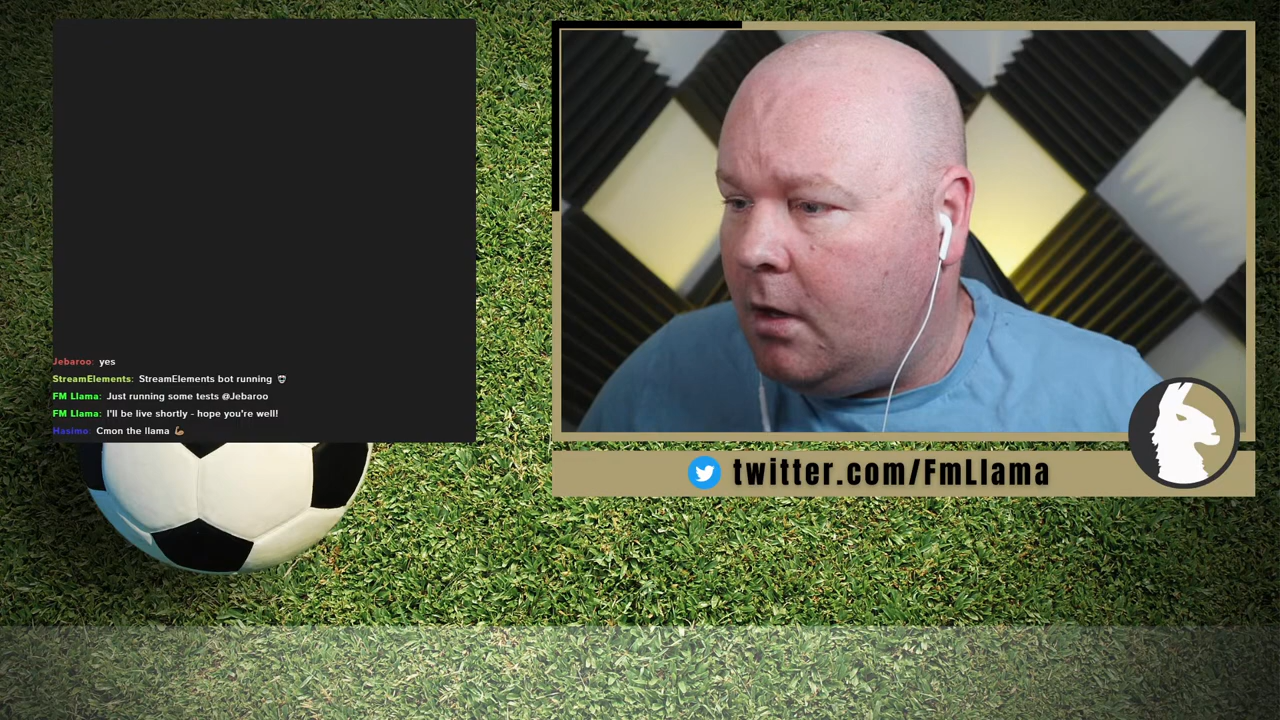 Jebaroo: yes
StreamElements: StreamElements bot running
FM Llama: Just running some tests @Jebaroo
FM Llama: I'll be live shortly - hope you're well!
Hasimo: Cmon the llama 💪🏽
twitter.com/FmLlama